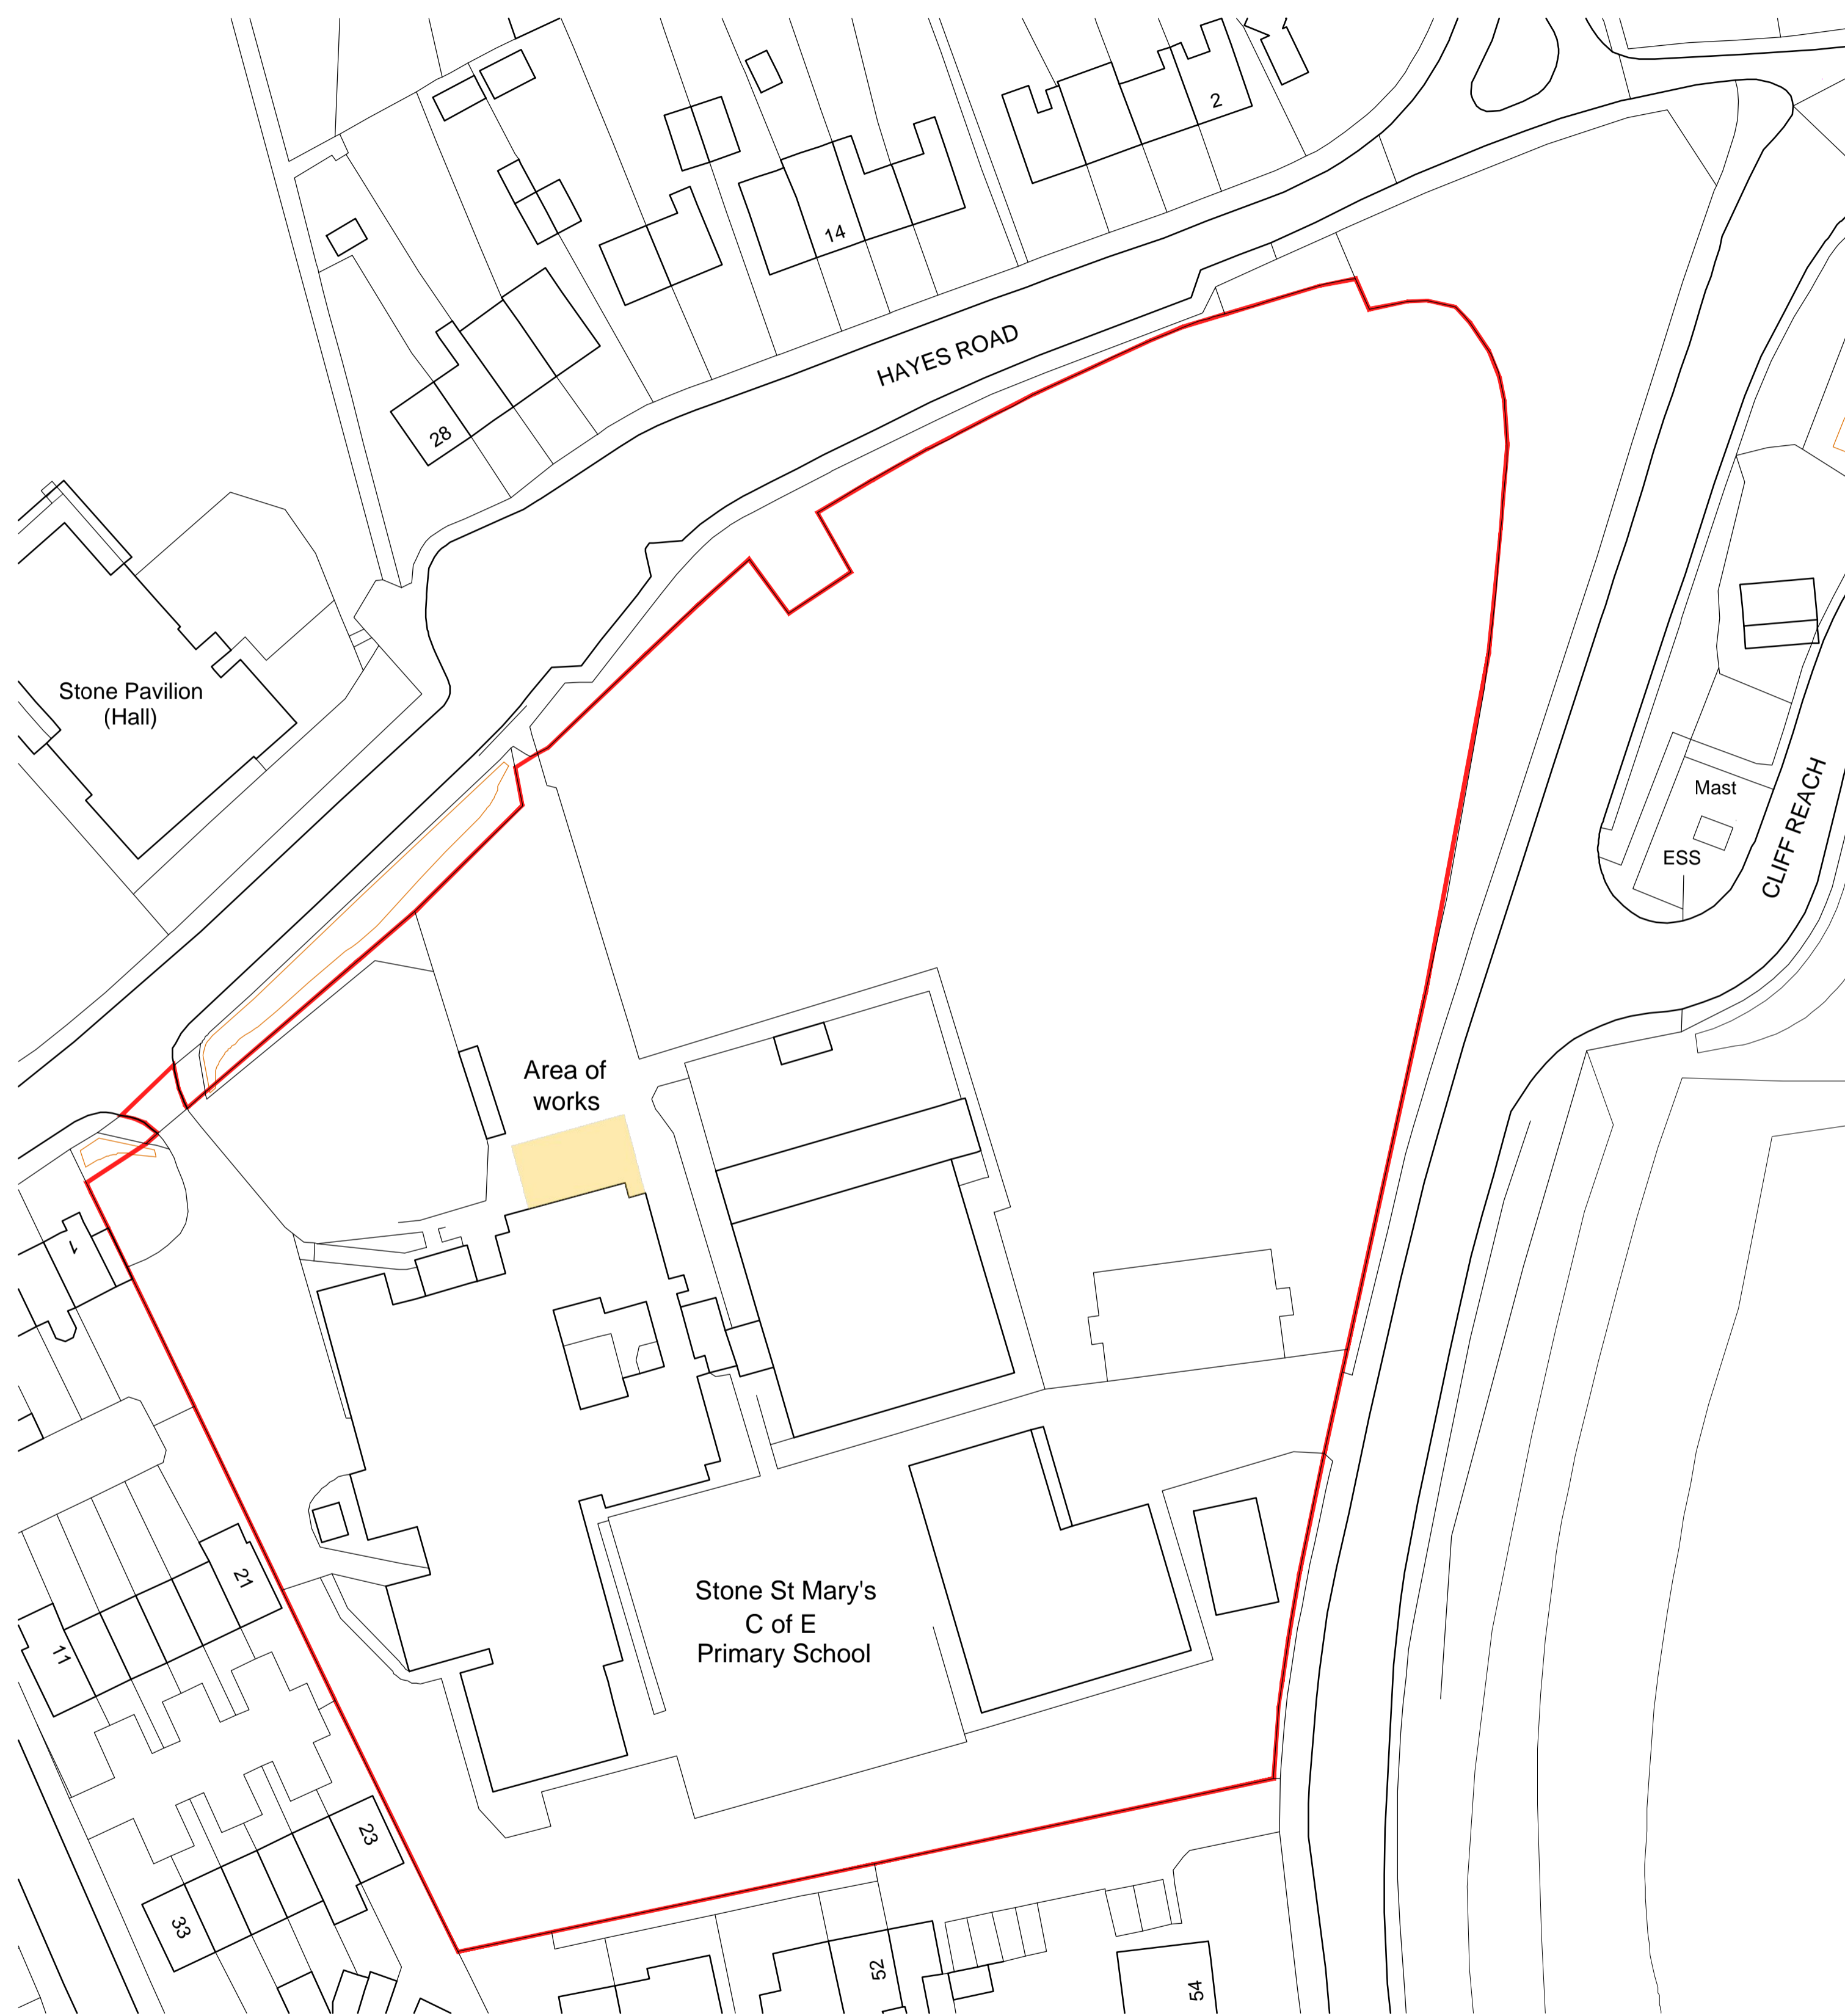 2
14
HAYES ROAD
28
Stone Pavilion
(Hall)
Mast
CLIFF REACH
ESS
Area of
works
1
21
Stone St Mary's
C of E
Primary School
11
23
33
52
54